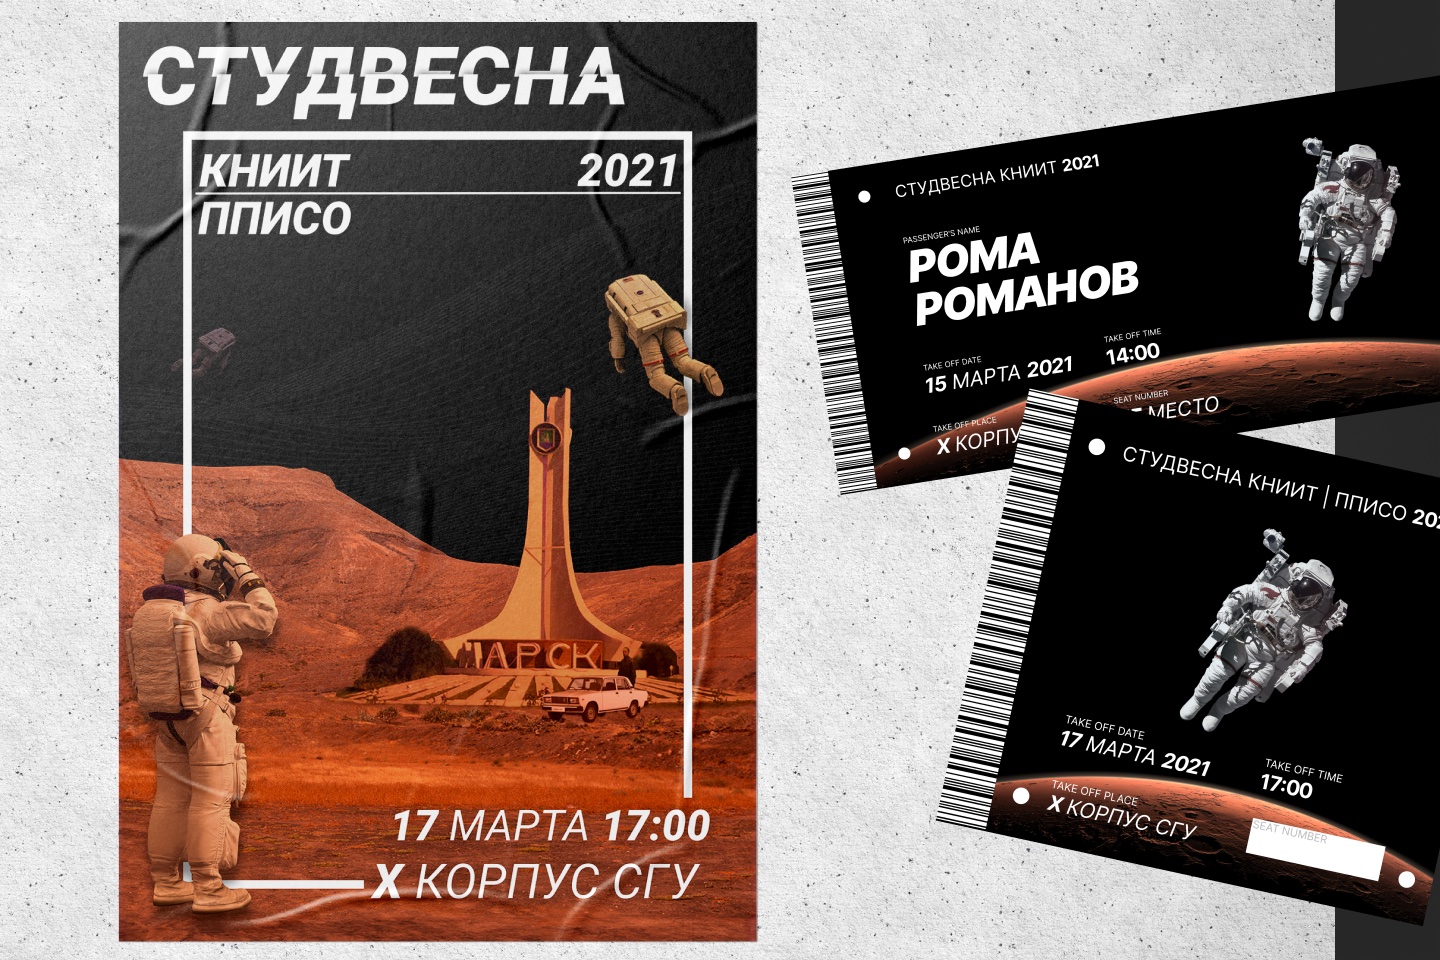 СТУДВЕСНА
КНИИТ 2021
ППИСО
МАРСК
17 МАРТА 17:00
X КОРПУС СГУ
СТУДВЕСНА КНИИТ 2021
PASSENGER'S NAME
РОМА
РОМАНОВ
TAKE OFF DATE
15 МАРТА 2021
TAKE OFF TIME
14:00
TAKE OFF PLACE
X КОРПУ
SEAT NUMBER
МЕСТО
СТУДВЕСНА КНИИТ | ППИСО
TAKE OFF DATE
17 МАРТА 2021
TAKE OFF TIME
17:00
TAKE OFF PLACE
X КОРПУС СГУ
SEAT NUMBER